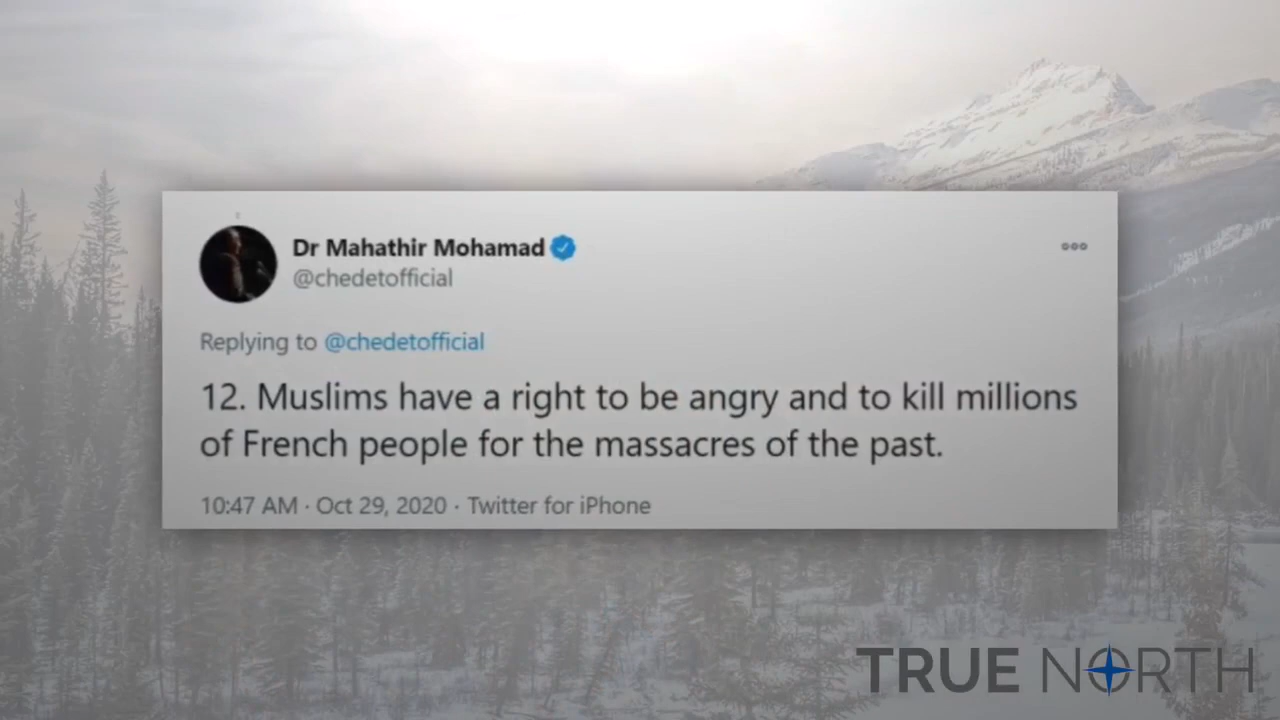 Dr Mahathir Mohamad
@chedetofficial
Replying to @chedetofficial
12. Muslims have a right to be angry and to kill millions
of French people for the massacres of the past.
10:47 AM · Oct 29, 2020 · Twitter for iPhone
TRUE NORTH